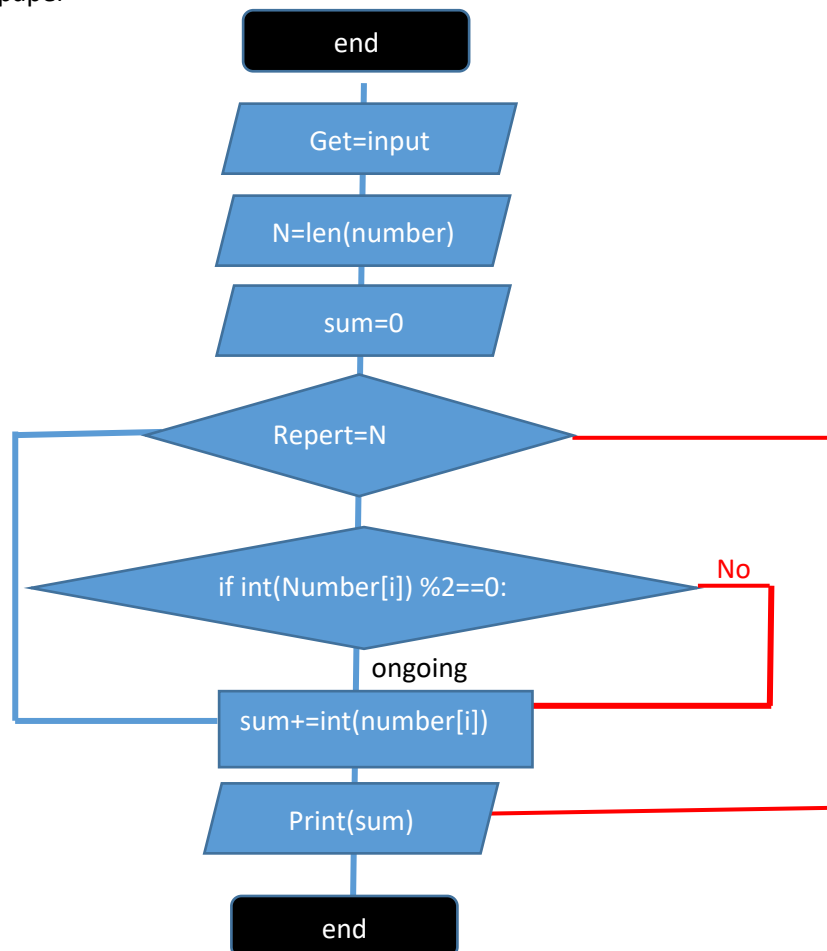 end
Get=input
N=len(number)
sum=0
Repert=N
if int(Number[i]) %2==0:
No
ongoing
sum+=int(number[i])
Print(sum)
end